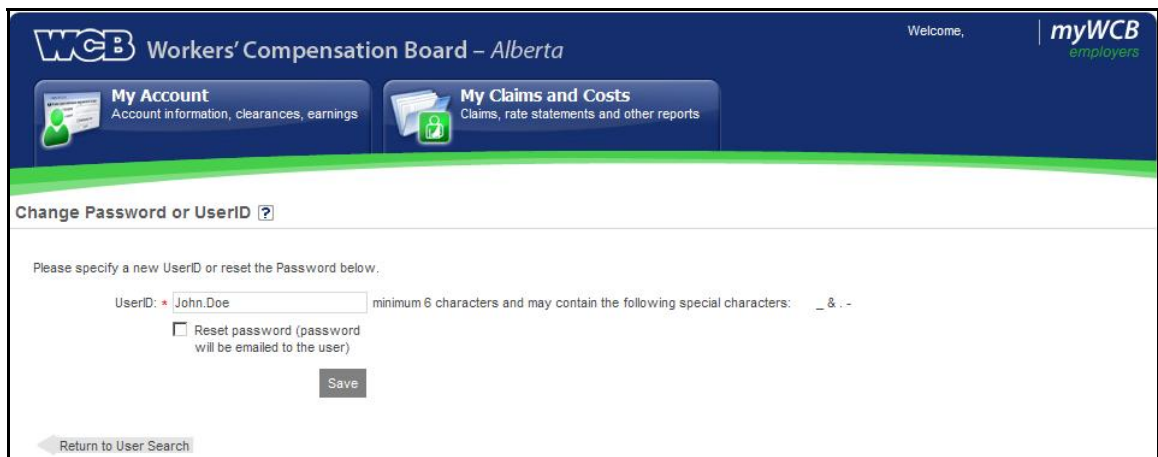 WCB Workers' Compensation Board – Alberta
Welcome,
myWCB
employers
My Account
Account information, clearances, earnings
My Claims and Costs
Claims, rate statements and other reports
Change Password or UserID ?
Please specify a new UserID or reset the Password below.
UserID: * John.Doe minimum 6 characters and may contain the following special characters: _ & . -
Reset password (password
will be emailed to the user)
Save
Return to User Search